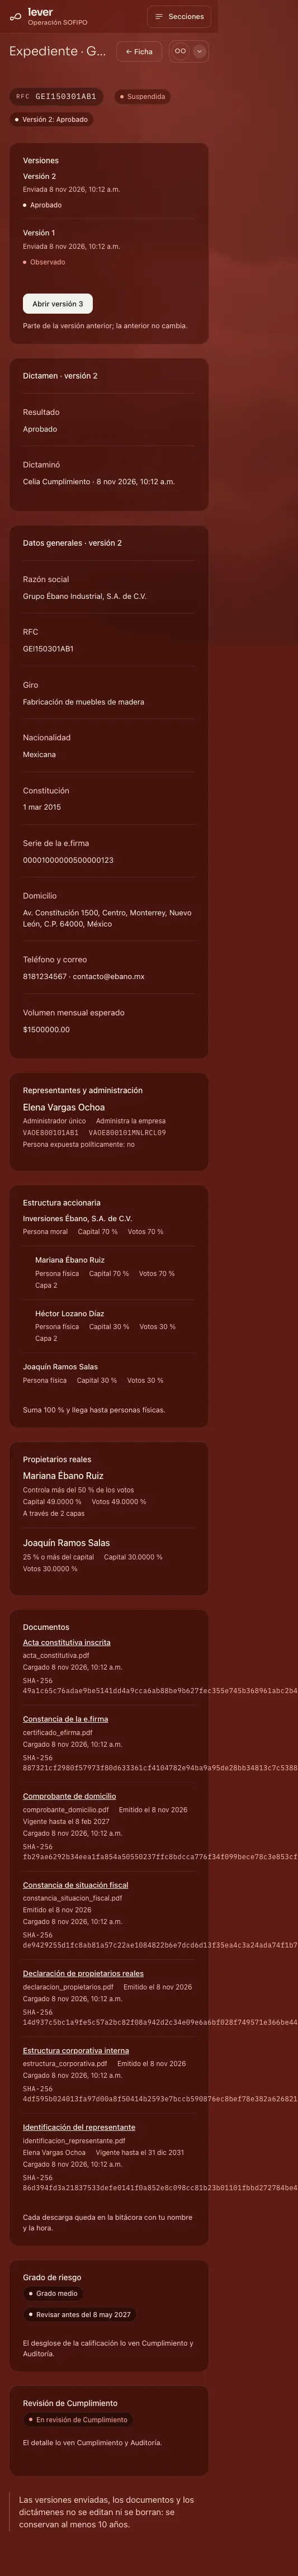 lever
Operación SOFIPO
Secciones
Expediente · G...
← Ficha
RFC GEI150301AB1
Suspendida
Versión 2: Aprobado
Versiones
Versión 2
Enviada 8 nov 2026, 10:12 a.m.
Aprobado
Versión 1
Enviada 8 nov 2026, 10:12 a.m.
Observado
Abrir versión 3
Parte de la versión anterior; la anterior no cambia.
Dictamen · versión 2
Resultado
Aprobado
Dictaminó
Celia Cumplimiento · 8 nov 2026, 10:12 a.m.
Datos generales · versión 2
Razón social
Grupo Ébano Industrial, S.A. de C.V.
RFC
GEI150301AB1
Giro
Fabricación de muebles de madera
Nacionalidad
Mexicana
Constitución
1 mar 2015
Serie de la e.firma
00001000000500000123
Domicilio
Av. Constitución 1500, Centro, Monterrey, Nuevo
León, C.P. 64000, México
Teléfono y correo
8181234567 · contacto@ebano.mx
Volumen mensual esperado
$1500000.00
Representantes y administración
Elena Vargas Ochoa
Administrador único Administra la empresa
VAOE800101AB1 VAOE800101MNLRCL09
Persona expuesta políticamente: no
Estructura accionaria
Inversiones Ébano, S.A. de C.V.
Persona moral Capital 70 % Votos 70 %
Mariana Ébano Ruiz
Persona física Capital 70 % Votos 70 %
Capa 2
Héctor Lozano Díaz
Persona física Capital 30 % Votos 30 %
Capa 2
Joaquín Ramos Salas
Persona física Capital 30 % Votos 30 %
Suma 100 % y llega hasta personas físicas.
Propietarios reales
Mariana Ébano Ruiz
Controla más del 50 % de los votos
Capital 49.0000 % Votos 49.0000 %
A través de 2 capas
Joaquín Ramos Salas
25 % o más del capital Capital 30.0000 %
Votos 30.0000 %
Documentos
Acta constitutiva inscrita
acta_constitutiva.pdf
Cargado 8 nov 2026, 10:12 a.m.
SHA-256
49a1c65c76adae9be5141dd4a9cca6ab88be9b627fec355e745b368961abc2b4
Constancia de la e.firma
certificado_efirma.pdf
Cargado 8 nov 2026, 10:12 a.m.
SHA-256
887321cf2980f57973f80d633361cf4104782e94ba9a95de28bb34813c7c5388
Comprobante de domicilio
comprobante_domicilio.pdf Emitido el 8 nov 2026
Vigente hasta el 8 feb 2027
Cargado 8 nov 2026, 10:12 a.m.
SHA-256
fb29ae6292b34eea1fa854a50550237ffc8bdcca776f34f099bece78c3e853cf
Constancia de situación fiscal
constancia_situacion_fiscal.pdf
Emitido el 8 nov 2026
Cargado 8 nov 2026, 10:12 a.m.
SHA-256
de9429255d1fc8ab81a57c22ae1084822b6e7dcd6d13f35ea4c3a24ada74f1b7
Declaración de propietarios reales
declaracion_propietarios.pdf Emitido el 8 nov 2026
Cargado 8 nov 2026, 10:12 a.m.
SHA-256
14d937c5bc1a9fe5c57a2bc82f08a942d2c34e09e6a6bf028f749571e366be44
Estructura corporativa interna
estructura_corporativa.pdf Emitido el 8 nov 2026
Cargado 8 nov 2026, 10:12 a.m.
SHA-256
4df595b024013fa97d00a8f50414b2593e7bccb590876ec8bef78e382a626821
Identificación del representante
identificacion_representante.pdf
Elena Vargas Ochoa Vigente hasta el 31 dic 2031
Cargado 8 nov 2026, 10:12 a.m.
SHA-256
86d394fd3a21837533defe0141f0a852e8c098cc81b23b01101fbbd272784be4
Cada descarga queda en la bitácora con tu nombre
y la hora.
Grado de riesgo
Grado medio
Revisar antes del 8 may 2027
El desglose de la calificación lo ven Cumplimiento y
Auditoría.
Revisión de Cumplimiento
En revisión de Cumplimiento
El detalle lo ven Cumplimiento y Auditoría.
Las versiones enviadas, los documentos y los
dictámenes no se editan ni se borran: se
conservan al menos 10 años.